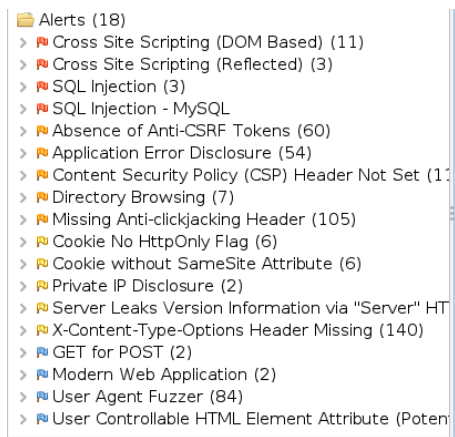 Alerts (18)
Cross Site Scripting (DOM Based) (11)
Cross Site Scripting (Reflected) (3)
SQL Injection (3)
SQL Injection - MySQL
Absence of Anti-CSRF Tokens (60)
Application Error Disclosure (54)
Content Security Policy (CSP) Header Not Set (11
Directory Browsing (7)
Missing Anti-clickjacking Header (105)
Cookie No HttpOnly Flag (6)
Cookie without SameSite Attribute (6)
Private IP Disclosure (2)
Server Leaks Version Information via "Server" HT
X-Content-Type-Options Header Missing (140)
GET for POST (2)
Modern Web Application (2)
User Agent Fuzzer (84)
User Controllable HTML Element Attribute (Poten